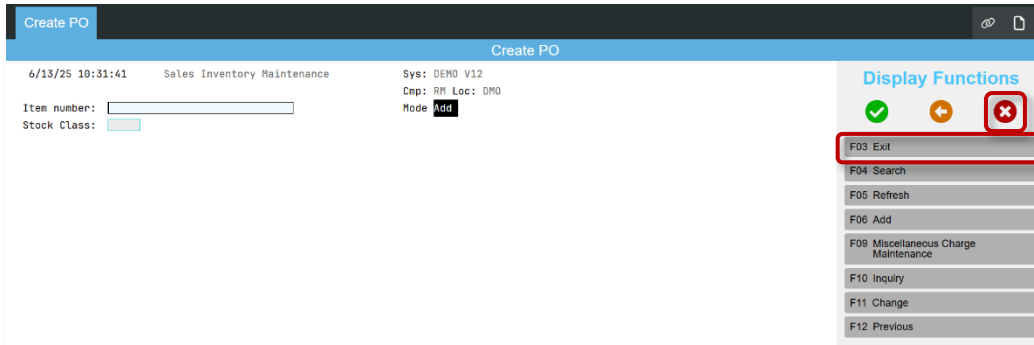 Create PO
Create PO
6/13/25 10:31:41 Sales Inventory Maintenance Sys: DEMO V12
Cmp: RM Loc: DMO
Item number: Mode Add
Stock Class:
Display Functions
F03 Exit
F04 Search
F05 Refresh
F06 Add
F09 Miscellaneous Charge
Maintenance
F10 Inquiry
F11 Change
F12 Previous